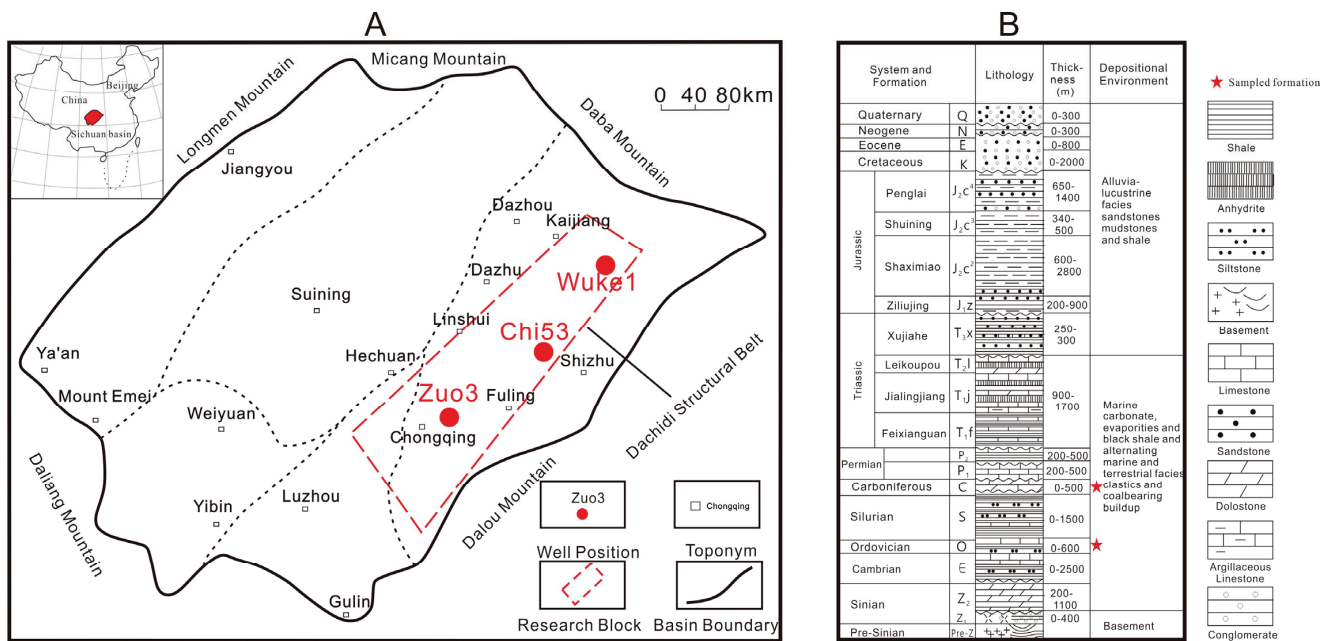 A
China
Beijing
Sichuan basin
Micang Mountain
Longmen Mountain
Daba Mountain
0 40 80km
Jiangyou
Dazhou
Kaijiang
Wuke1
Dazhu
Suining
Linshui
Chi53
Hechuan
Shizhu
Ya'an
Mount Emei
Weiyuan
Zuo3
Fuling
Chongqing
Dachidi Structural Belt
Daliang Mountain
Yibin
Luzhou
Dalou Mountain
Gulin
Zuo3
Chongqing
Well Position
Toponym
Research Block
Basin Boundary
B
System and
Formation
Lithology
Thick-
ness
(m)
Depositional
Environment
Quaternary Q 0-300
Neogene N 0-300
Eocene E 0-800
Cretaceous K 0-2000
Jurassic
Penglai J₂c⁴ 650-
1400
Shuining J₂c³ 340-
500
Shaximiao J₂c² 600-
2800
Ziliujing J₁z 200-900
Alluvia-
lucustrine
facies
sandstones
mudstones
and shale
Triassic
Xujiahe T₃x 250-
300
Leikoupou T₂l
Jialingjiang T₁j 900-
1700
Feixianguan T₁f
Permian
P₂ 200-500
P₁ 200-500
Carboniferous C 0-500
Silurian S 0-1500
Ordovician O 0-600
Cambrian ∈ 0-2500
Sinian
Z₂ 200-
1100
Z₁ 0-400
Pre-Sinian Pre-Z
Marine
carbonate,
evaporities and
black shale and
alternating
marine and
terrestrial facies
clastics and
coalbearing
buildup
Basement
Sampled formation
Shale
Anhydrite
Siltstone
Basement
Limestone
Sandstone
Dolostone
Argillaceous
Linestone
Conglomerate